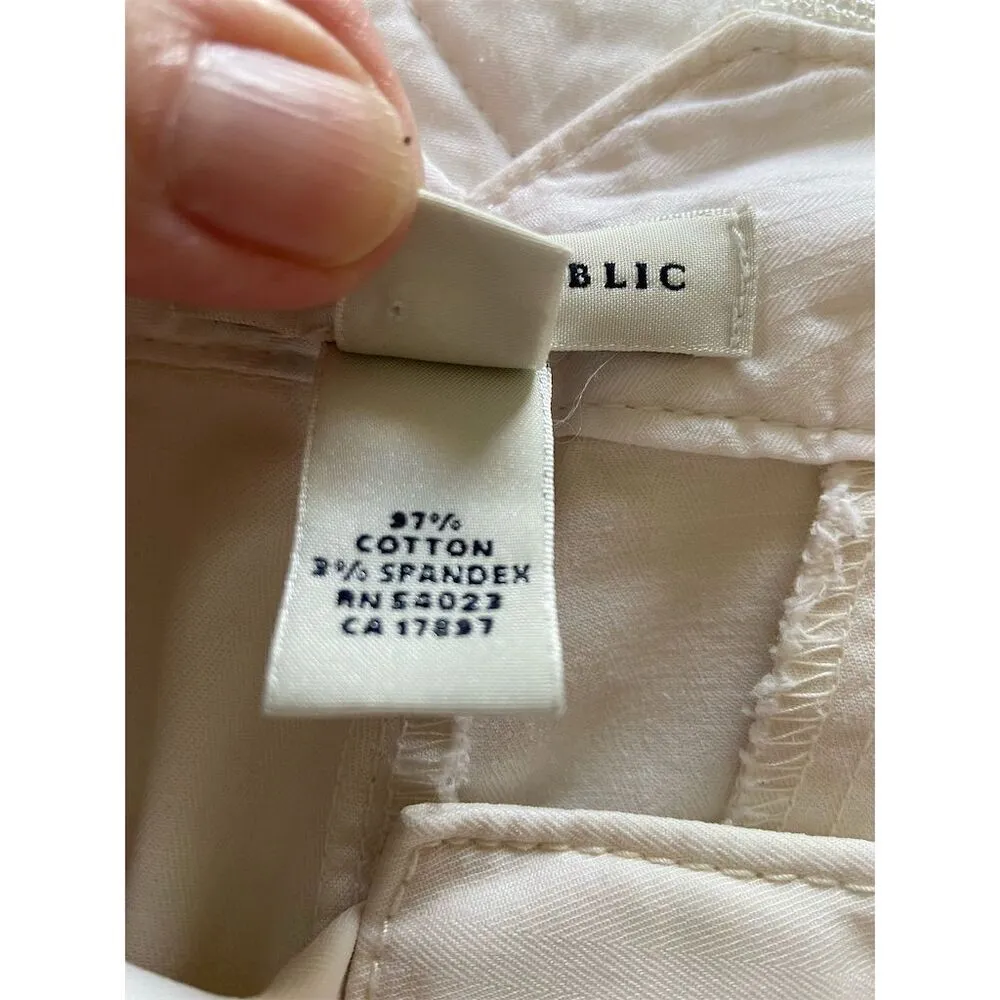 BLIC
97%
COTTON
3% SPANDEX
RN 54023
CA 17897